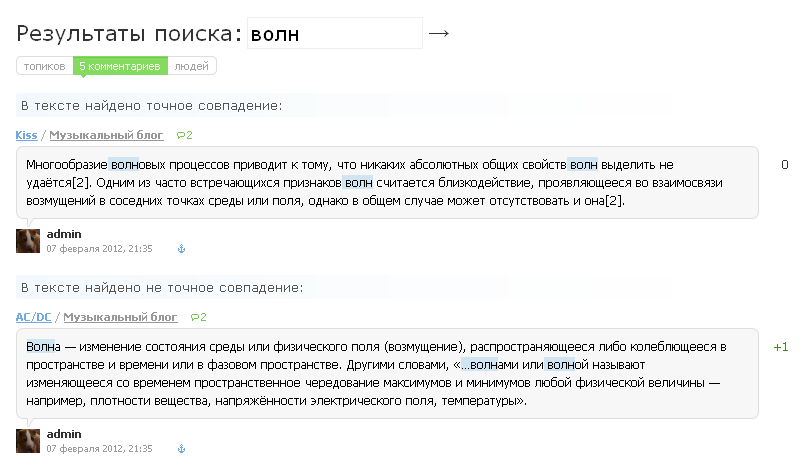 Результаты поиска: волн →
топиков 5 комментариев людей
В тексте найдено точное совпадение:
Kiss / Музыкальный блог 2
Многообразие волновых процессов приводит к тому, что никаких абсолютных общих свойств волн выделить не 0
удаётся[2]. Одним из часто встречающихся признаков волн считается близкодействие, проявляющееся во взаимосвязи
возмущений в соседних точках среды или поля, однако в общем случае может отсутствовать и она[2].
admin
07 февраля 2012, 21:35
В тексте найдено не точное совпадение:
AC/DC / Музыкальный блог 2
Волна — изменение состояния среды или физического поля (возмущение), распространяющееся либо колеблющееся в +1
пространстве и времени или в фазовом пространстве. Другими словами, «…волнами или волной называют
изменяющееся со временем пространственное чередование максимумов и минимумов любой физической величины —
например, плотности вещества, напряжённости электрического поля, температуры».
admin
07 февраля 2012, 21:35